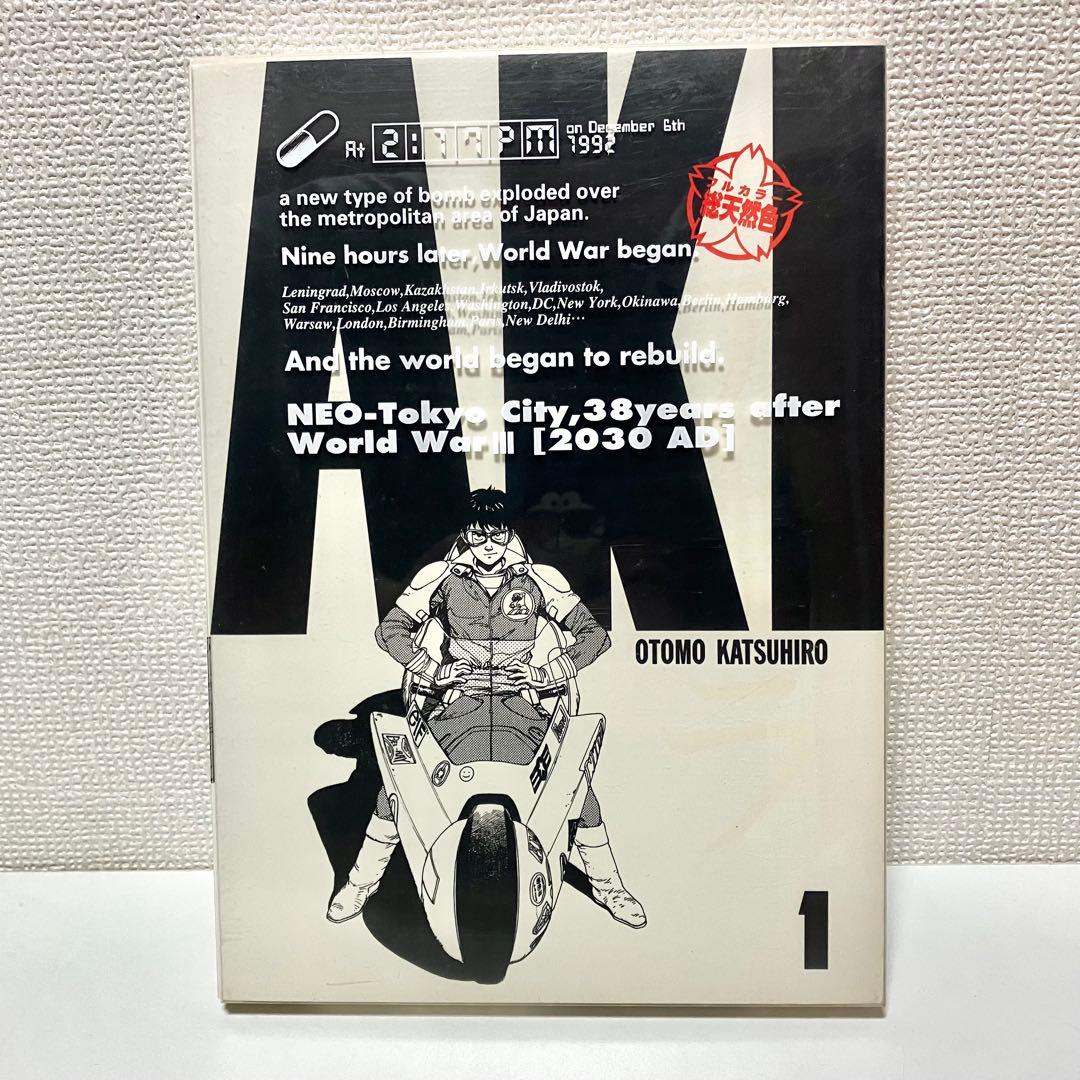 AKI
At 2:17PM on December 6th
1992
a new type of bomb exploded over
the metropolitan area of Japan.
フルカラー
総天然色
Nine hours later,World War began.
Leningrad,Moscow,Kazakhstan,Irkutsk,Vladivostok,
San Francisco,Los Angeles,Washington,DC,New York,Okinawa,Berlin,Hamburg,
Warsaw,London,Birmingham,Paris,New Delhi…
And the world began to rebuild.
NEO-Tokyo City,38years after
World War III [2030 AD]
OTOMO KATSUHIRO
1